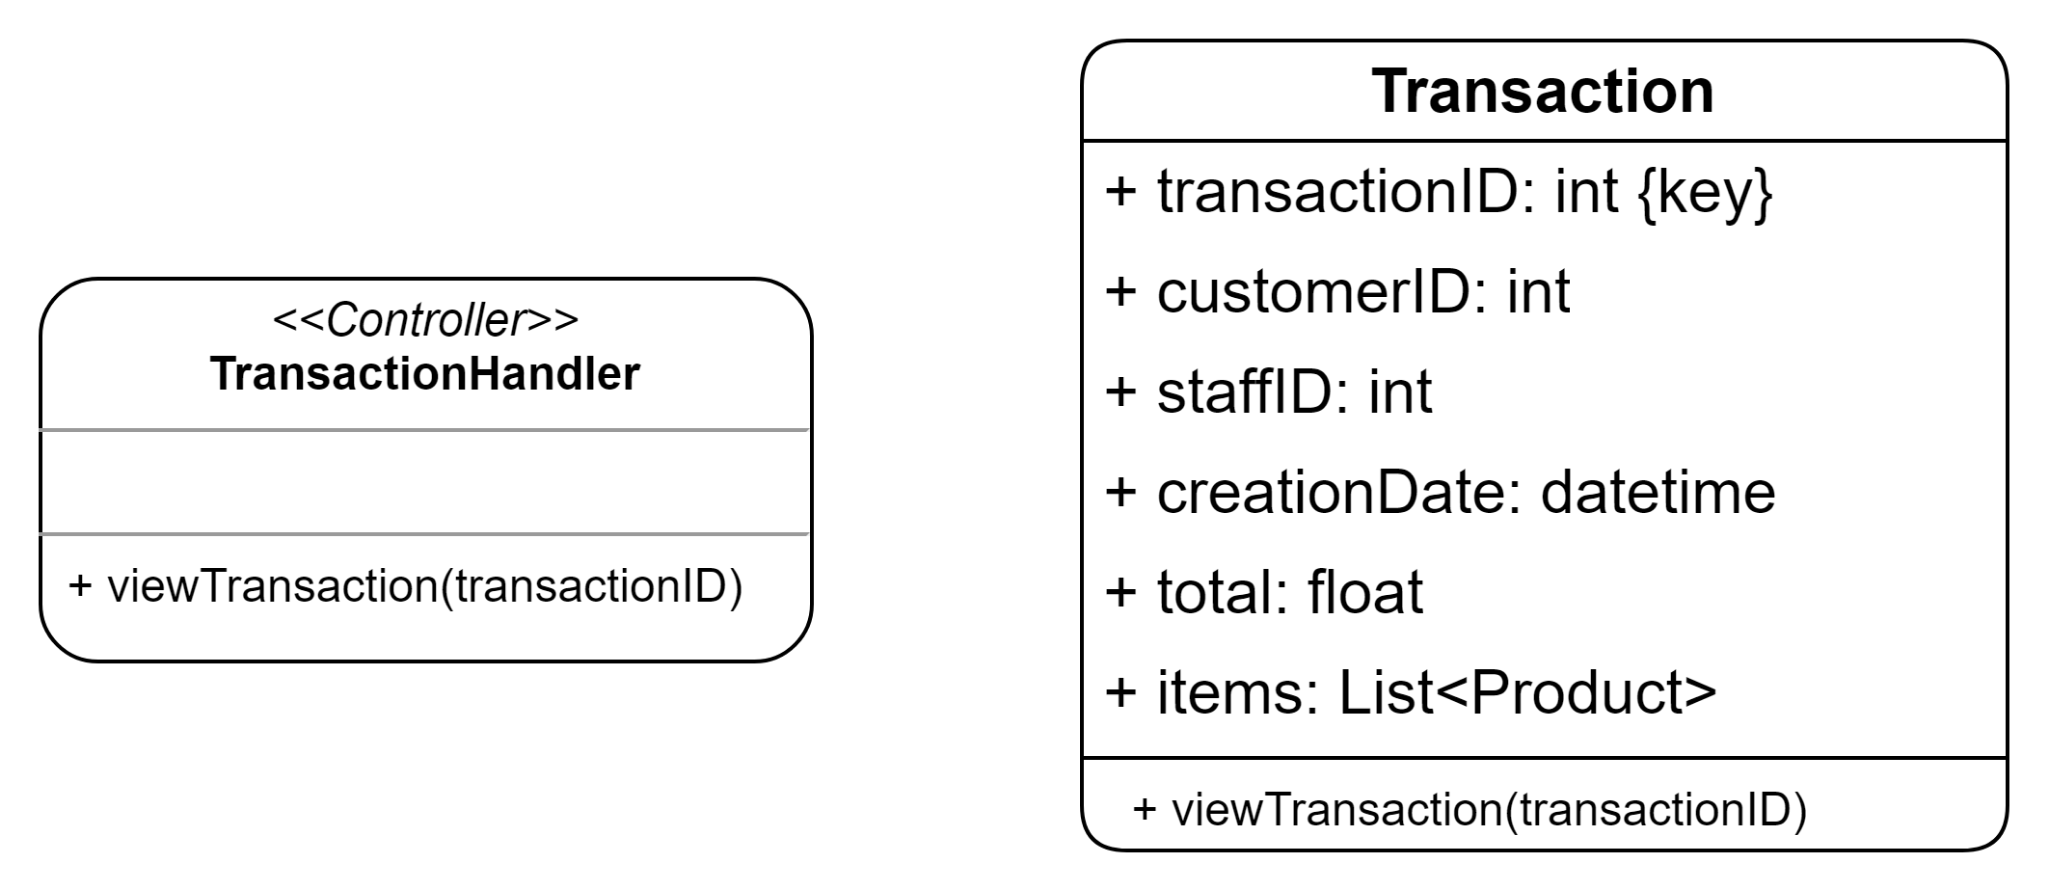 <<Controller>>
TransactionHandler
+ viewTransaction(transactionID)
Transaction
+ transactionID: int {key}
+ customerID: int
+ staffID: int
+ creationDate: datetime
+ total: float
+ items: List<Product>
+ viewTransaction(transactionID)